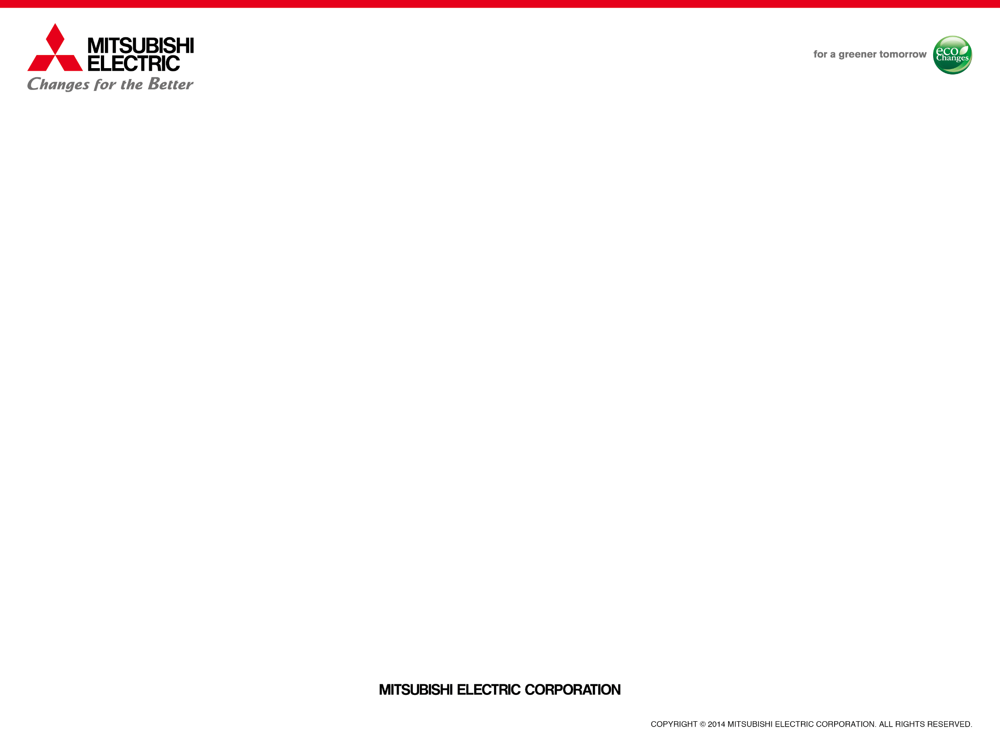 MITSUBISHI
ELECTRIC
Changes for the Better
for a greener tomorrow
eco
Changes
MITSUBISHI ELECTRIC CORPORATION
COPYRIGHT © 2014 MITSUBISHI ELECTRIC CORPORATION. ALL RIGHTS RESERVED.